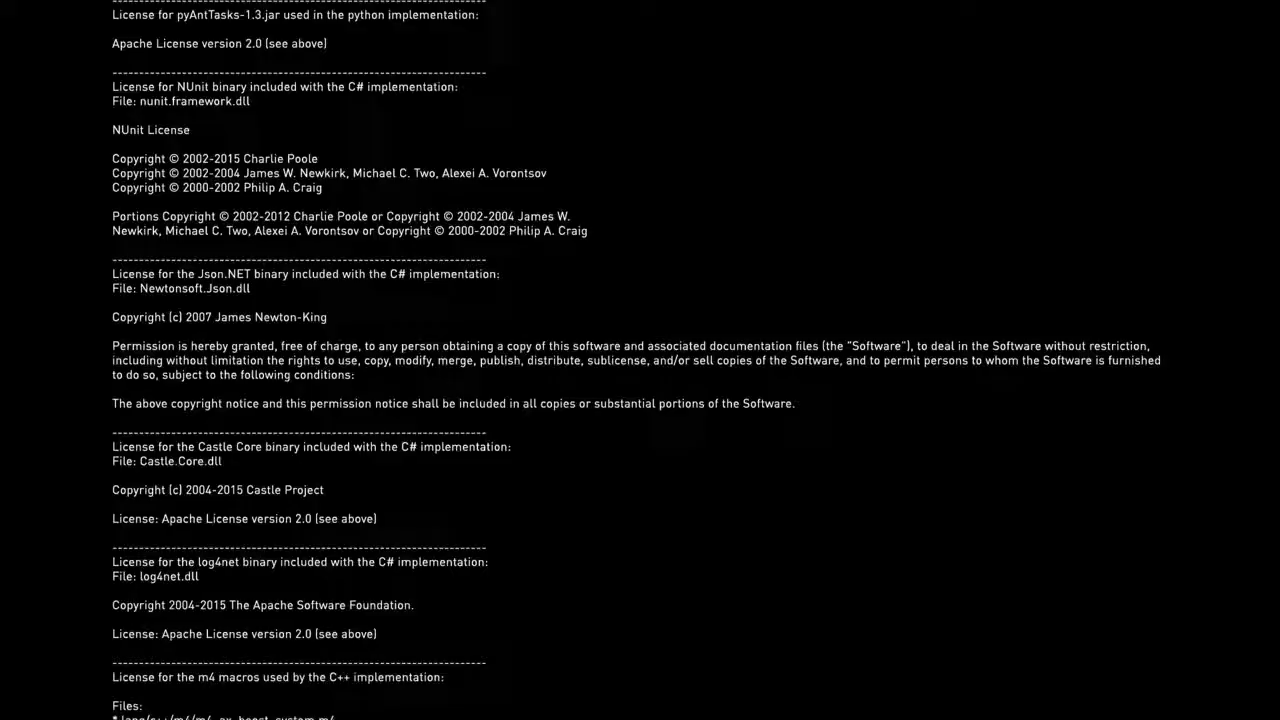 --------------------------------------------------------------------------
License for pyAntTasks-1.3.jar used in the python implementation:
Apache License version 2.0 (see above)
--------------------------------------------------------------------------
License for NUnit binary included with the C# implementation:
File: nunit.framework.dll
NUnit License
Copyright © 2002-2015 Charlie Poole
Copyright © 2002-2004 James W. Newkirk, Michael C. Two, Alexei A. Vorontsov
Copyright © 2000-2002 Philip A. Craig
Portions Copyright © 2002-2012 Charlie Poole or Copyright © 2002-2004 James W.
Newkirk, Michael C. Two, Alexei A. Vorontsov or Copyright © 2000-2002 Philip A. Craig
--------------------------------------------------------------------------
License for the Json.NET binary included with the C# implementation:
File: Newtonsoft.Json.dll
Copyright (c) 2007 James Newton-King
Permission is hereby granted, free of charge, to any person obtaining a copy of this software and associated documentation files (the "Software"), to deal in the Software without restriction,
including without limitation the rights to use, copy, modify, merge, publish, distribute, sublicense, and/or sell copies of the Software, and to permit persons to whom the Software is furnished
to do so, subject to the following conditions:
The above copyright notice and this permission notice shall be included in all copies or substantial portions of the Software.
--------------------------------------------------------------------------
License for the Castle Core binary included with the C# implementation:
File: Castle.Core.dll
Copyright (c) 2004-2015 Castle Project
License: Apache License version 2.0 (see above)
--------------------------------------------------------------------------
License for the log4net binary included with the C# implementation:
File: log4net.dll
Copyright 2004-2015 The Apache Software Foundation.
License: Apache License version 2.0 (see above)
--------------------------------------------------------------------------
License for the m4 macros used by the C++ implementation:
Files:
* lang/c++/m4/m4_ax_boost_system.m4